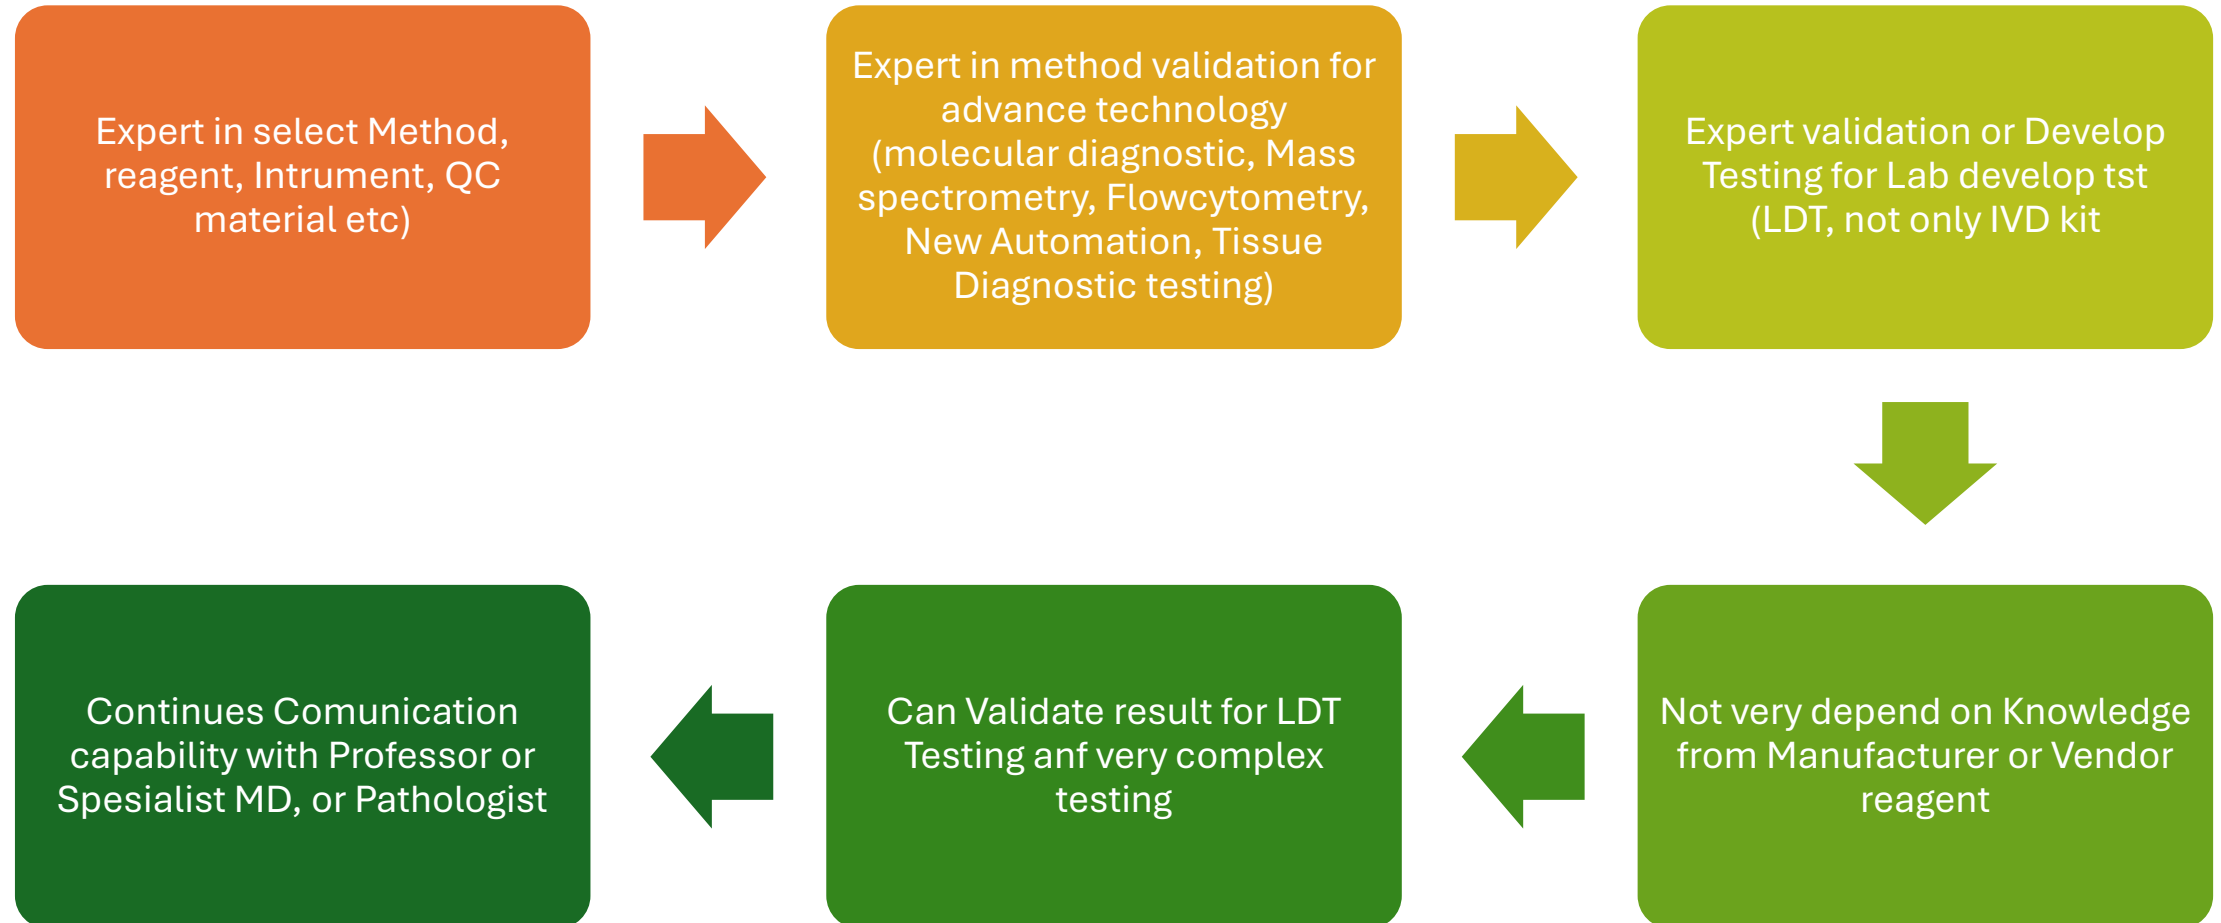 Expert in select Method,
reagent, Intrument, QC
material etc)
Expert in method validation for
advance technology
(molecular diagnostic, Mass
spectrometry, Flowcytometry,
New Automation, Tissue
Diagnostic testing)
Expert validation or Develop
Testing for Lab develop tst
(LDT, not only IVD kit
Not very depend on Knowledge
from Manufacturer or Vendor
reagent
Can Validate result for LDT
Testing anf very complex
testing
Continues Comunication
capability with Professor or
Spesialist MD, or Pathologist